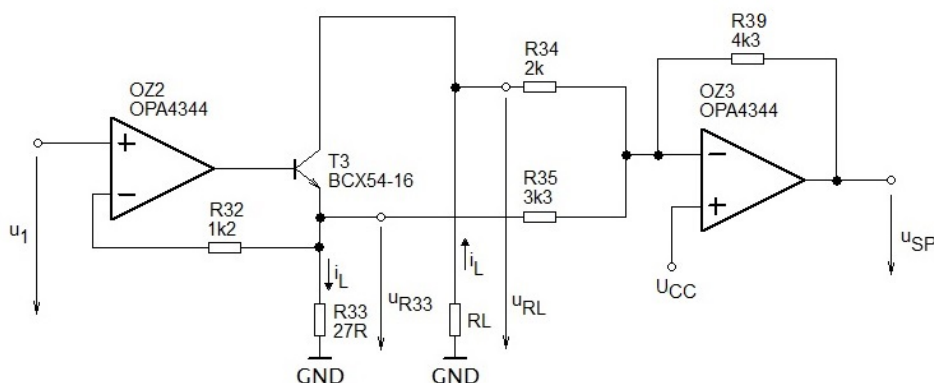 OZ2
OPA4344
u1
R32
1k2
T3
BCX54-16
iL
R33
27R
GND
uR33
iL
RL
GND
uRL
R34
2k
R35
3k3
R39
4k3
OZ3
OPA4344
UCC
uSP